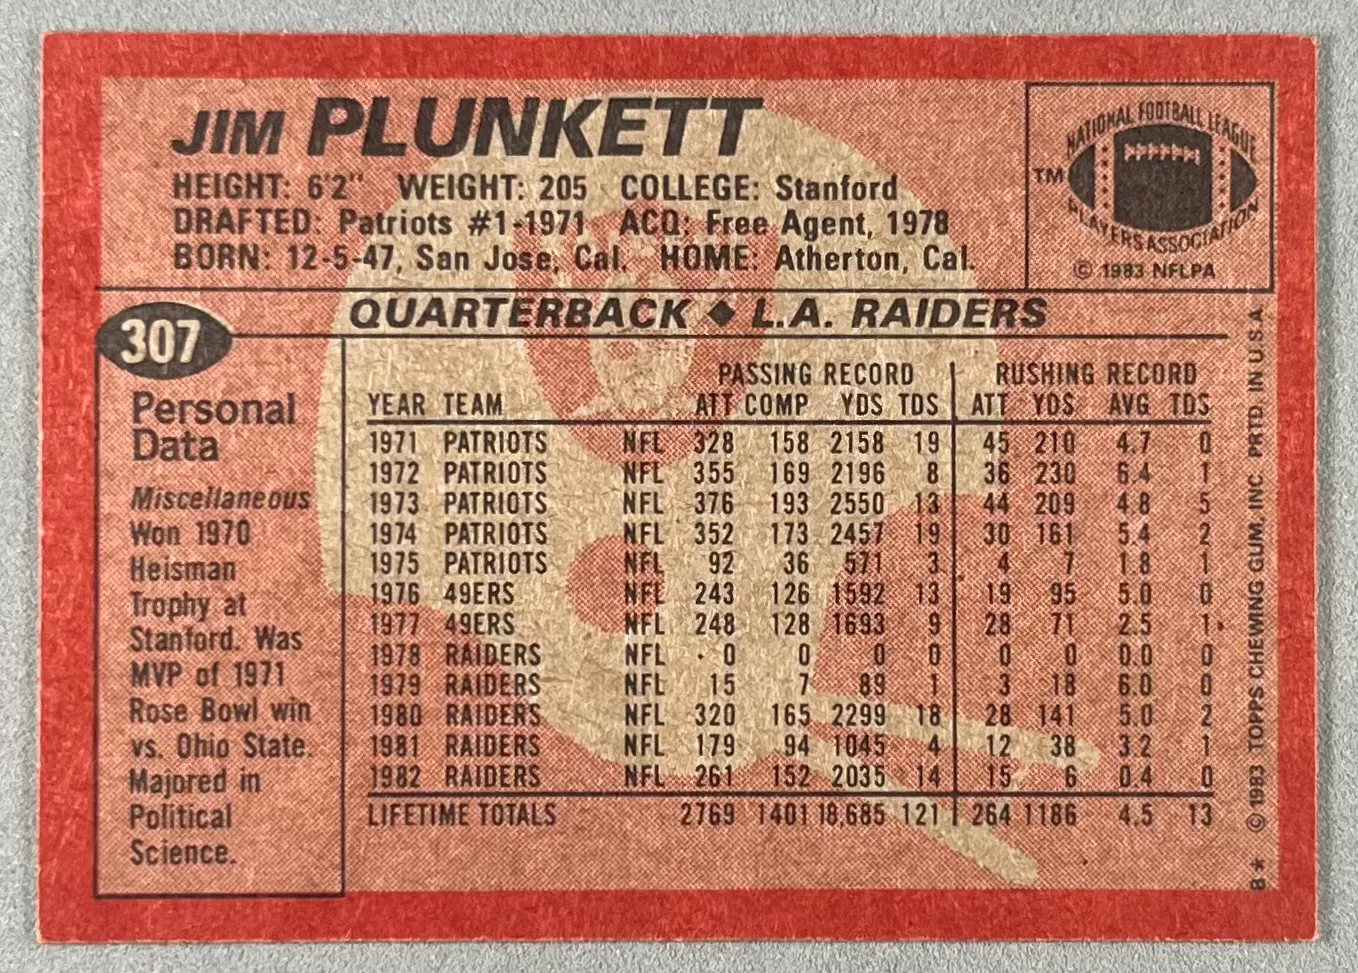 JIM PLUNKETT
HEIGHT: 6'2" WEIGHT: 205 COLLEGE: Stanford
DRAFTED: Patriots #1-1971 ACQ: Free Agent, 1978
BORN: 12-5-47, San Jose, Cal. HOME: Atherton, Cal.
NATIONAL FOOTBALL LEAGUE
TM
PLAYERS ASSOCIATION
© 1983 NFLPA
QUARTERBACK ◆ L.A. RAIDERS
307
Personal
Data
Miscellaneous
Won 1970
Heisman
Trophy at
Stanford. Was
MVP of 1971
Rose Bowl win
vs. Ohio State.
Majored in
Political
Science.
PASSING RECORD RUSHING RECORD
YEAR TEAM ATT COMP YDS TDS ATT YDS AVG TDS
1971 PATRIOTS NFL 328 158 2158 19 45 210 4.7 0
1972 PATRIOTS NFL 355 169 2196 8 36 230 6.4 1
1973 PATRIOTS NFL 376 193 2550 13 44 209 4.8 5
1974 PATRIOTS NFL 352 173 2457 19 30 161 5.4 2
1975 PATRIOTS NFL 92 36 571 3 4 7 1.8 1
1976 49ERS NFL 243 126 1592 13 19 95 5.0 0
1977 49ERS NFL 248 128 1693 9 28 71 2.5 1
1978 RAIDERS NFL 0 0 0 0 0 0 0.0 0
1979 RAIDERS NFL 15 7 89 1 3 18 6.0 0
1980 RAIDERS NFL 320 165 2299 18 28 141 5.0 2
1981 RAIDERS NFL 179 94 1045 4 12 38 3.2 1
1982 RAIDERS NFL 261 152 2035 14 15 6 0.4 0
LIFETIME TOTALS 2769 1401 18,685 121 264 1186 4.5 13
B* © 1983 TOPPS CHEWING GUM, INC. PRTD. IN U.S.A.